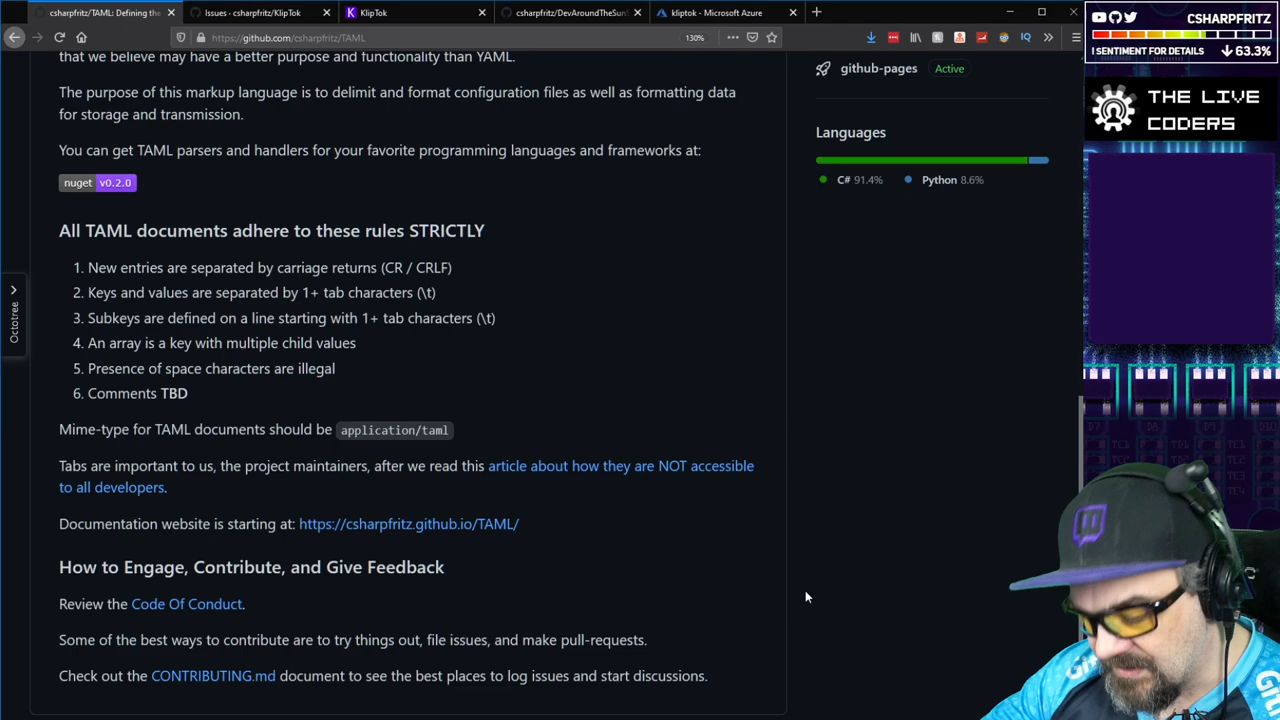 csharpfritz/TAML: Defining the
Issues · csharpfritz/KlipTok
KlipTok
csharpfritz/DevAroundTheSun
kliptok - Microsoft Azure
https://github.com/csharpfritz/TAML
130%
CSHARPFRITZ
! SENTIMENT FOR DETAILS
63.3%
THE LIVE
CODERS
that we believe may have a better purpose and functionality than YAML.
The purpose of this markup language is to delimit and format configuration files as well as formatting data
for storage and transmission.
You can get TAML parsers and handlers for your favorite programming languages and frameworks at:
nuget v0.2.0
All TAML documents adhere to these rules STRICTLY
1. New entries are separated by carriage returns (CR / CRLF)
2. Keys and values are separated by 1+ tab characters (\t)
3. Subkeys are defined on a line starting with 1+ tab characters (\t)
4. An array is a key with multiple child values
5. Presence of space characters are illegal
6. Comments TBD
Mime-type for TAML documents should be application/taml
Tabs are important to us, the project maintainers, after we read this article about how they are NOT accessible
to all developers.
Documentation website is starting at: https://csharpfritz.github.io/TAML/
How to Engage, Contribute, and Give Feedback
Review the Code Of Conduct.
Some of the best ways to contribute are to try things out, file issues, and make pull-requests.
Check out the CONTRIBUTING.md document to see the best places to log issues and start discussions.
github-pages Active
Languages
C# 91.4% Python 8.6%
Octotree